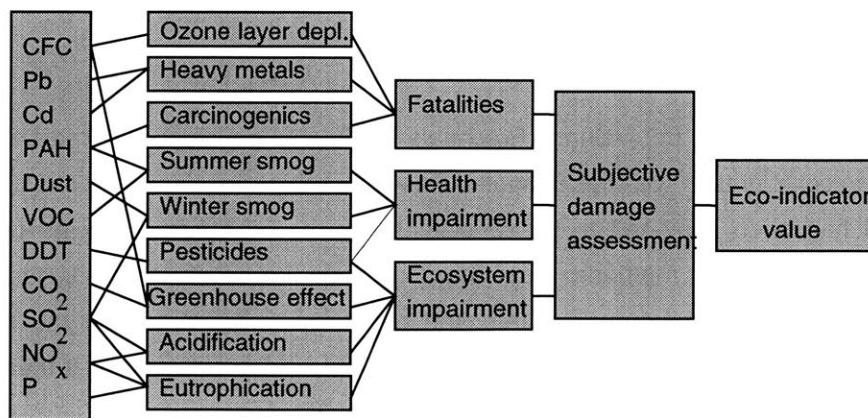 CFC
Pb
Cd
PAH
Dust
VOC
DDT
CO2
SO2
NOx
P
Ozone layer depl..
Heavy metals
Carcinogenics
Summer smog
Winter smog
Pesticides
Greenhouse effect
Acidification
Eutrophication
Fatalities
Health
impairment
Ecosystem
impairment
Subjective
damage
assessment
Eco-indicator
value